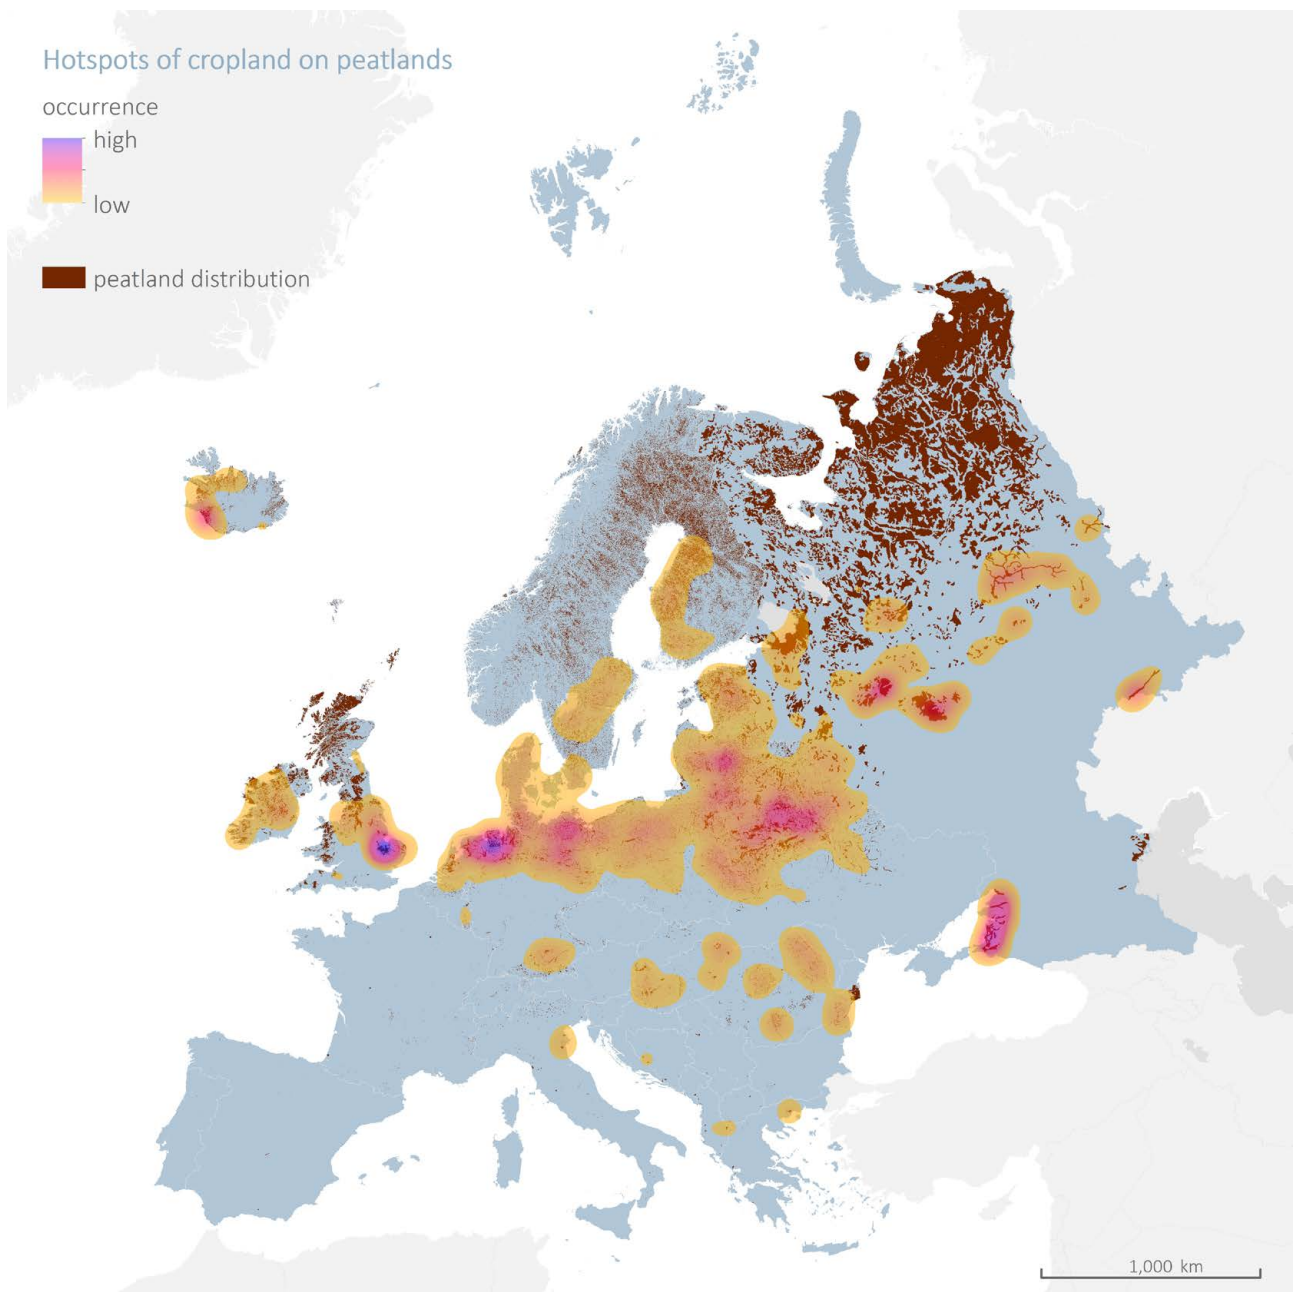 Hotspots of cropland on peatlands
occurrence
high
low
peatland distribution
1,000 km